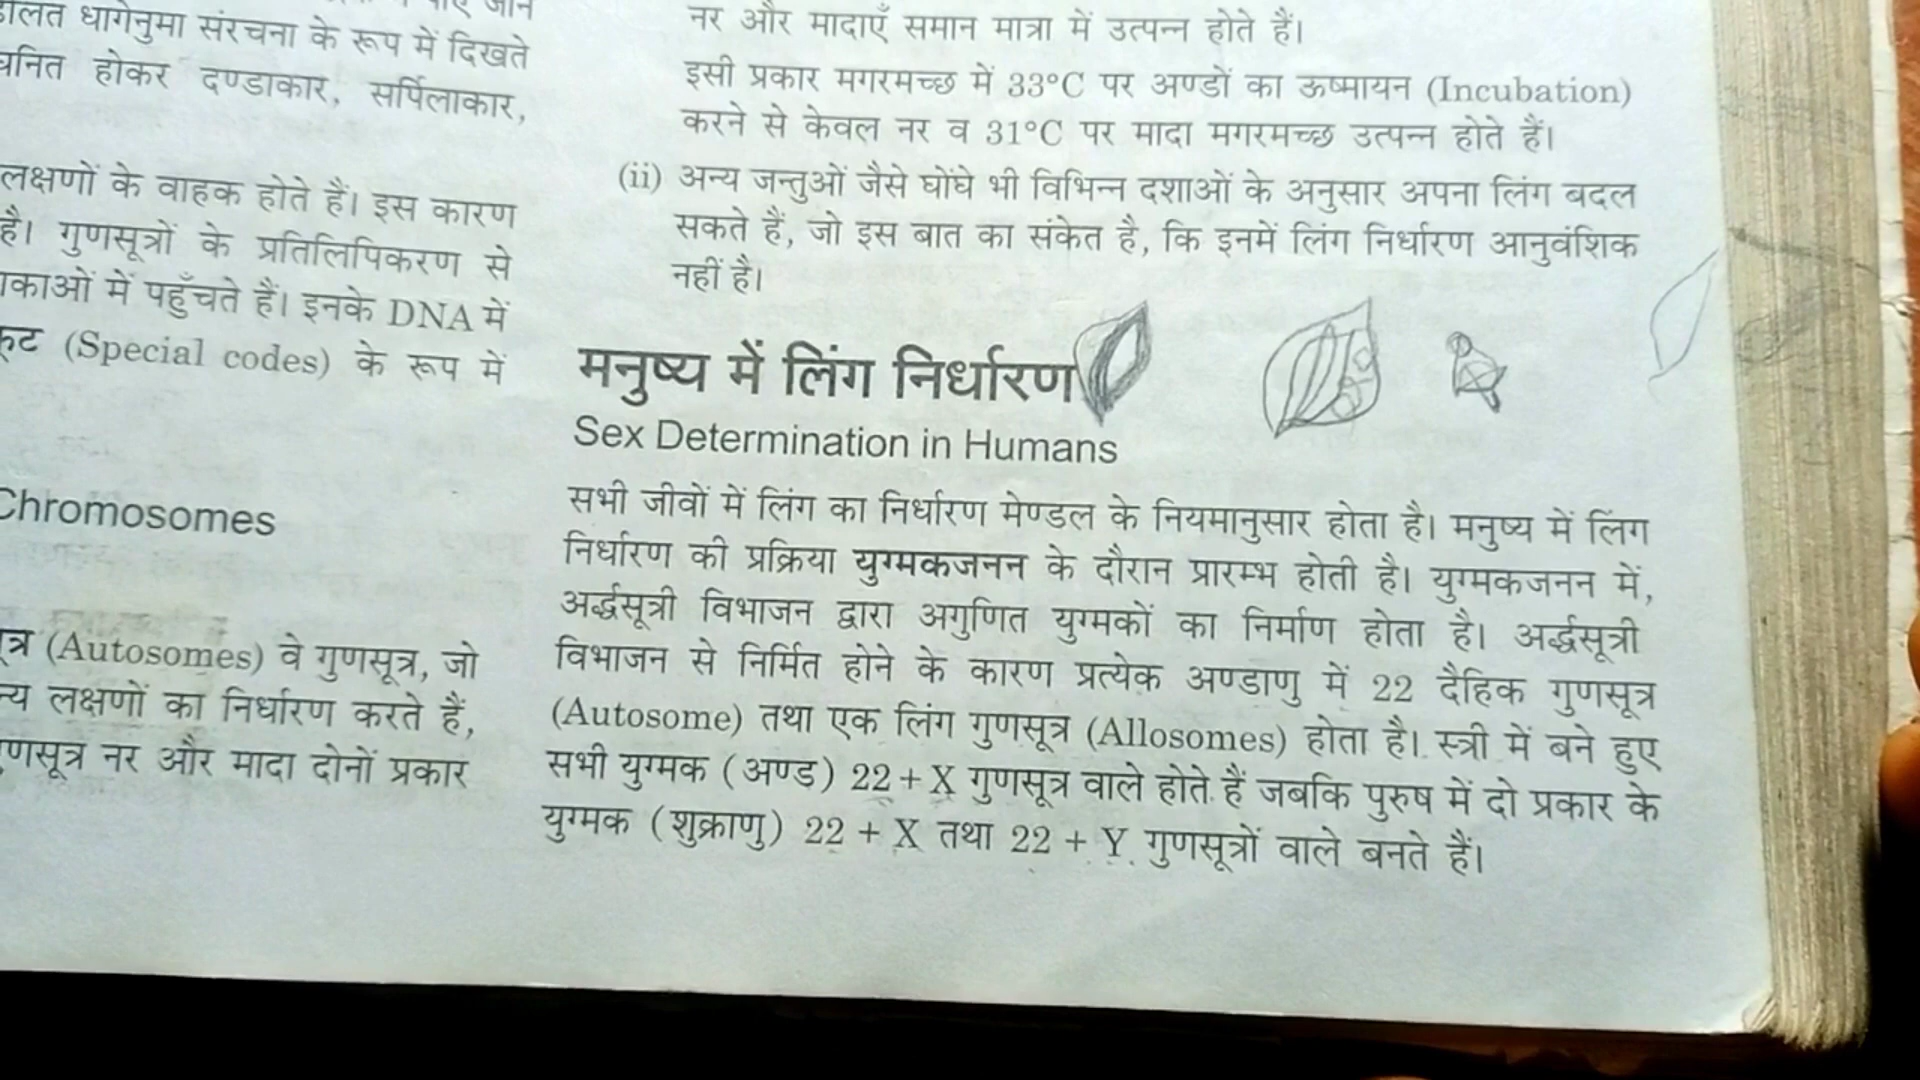 धागेनुमा संरचना के रूप में दिखते
होकर दण्डाकार, सर्पिलाकार,
लक्षणों के वाहक होते हैं। इस कारण
है। गुणसूत्रों के प्रतिलिपिकरण से
में पहुँचते हैं। इनके DNA में
(Special codes) के रूप में
Chromosomes
(Autosomes) वे गुणसूत्र, जो
लक्षणों का निर्धारण करते हैं,
नर और मादा दोनों प्रकार
नर और मादाएँ समान मात्रा में उत्पन्न होते हैं।
इसी प्रकार मगरमच्छ में 33°C पर अण्डों का ऊष्मायन (Incubation)
करने से केवल नर व 31°C पर मादा मगरमच्छ उत्पन्न होते हैं।
(ii) अन्य जन्तुओं जैसे घोंघे भी विभिन्न दशाओं के अनुसार अपना लिंग बदल
सकते हैं, जो इस बात का संकेत है, कि इनमें लिंग निर्धारण आनुवंशिक
नहीं है।
मनुष्य में लिंग निर्धारण
Sex Determination in Humans
सभी जीवों में लिंग का निर्धारण मेण्डल के नियमानुसार होता है। मनुष्य में लिंग
निर्धारण की प्रक्रिया युग्मकजनन के दौरान प्रारम्भ होती है। युग्मकजनन में,
अर्द्धसूत्री विभाजन द्वारा अगुणित युग्मकों का निर्माण होता है। अर्द्धसूत्री
विभाजन से निर्मित होने के कारण प्रत्येक अण्डाणु में 22 दैहिक गुणसूत्र
(Autosome) तथा एक लिंग गुणसूत्र (Allosomes) होता है। स्त्री में बने हुए
सभी युग्मक (अण्ड) 22 + X गुणसूत्र वाले होते हैं जबकि पुरुष में दो प्रकार के
युग्मक (शुक्राणु) 22 + X तथा 22 + Y गुणसूत्रों वाले बनते हैं।